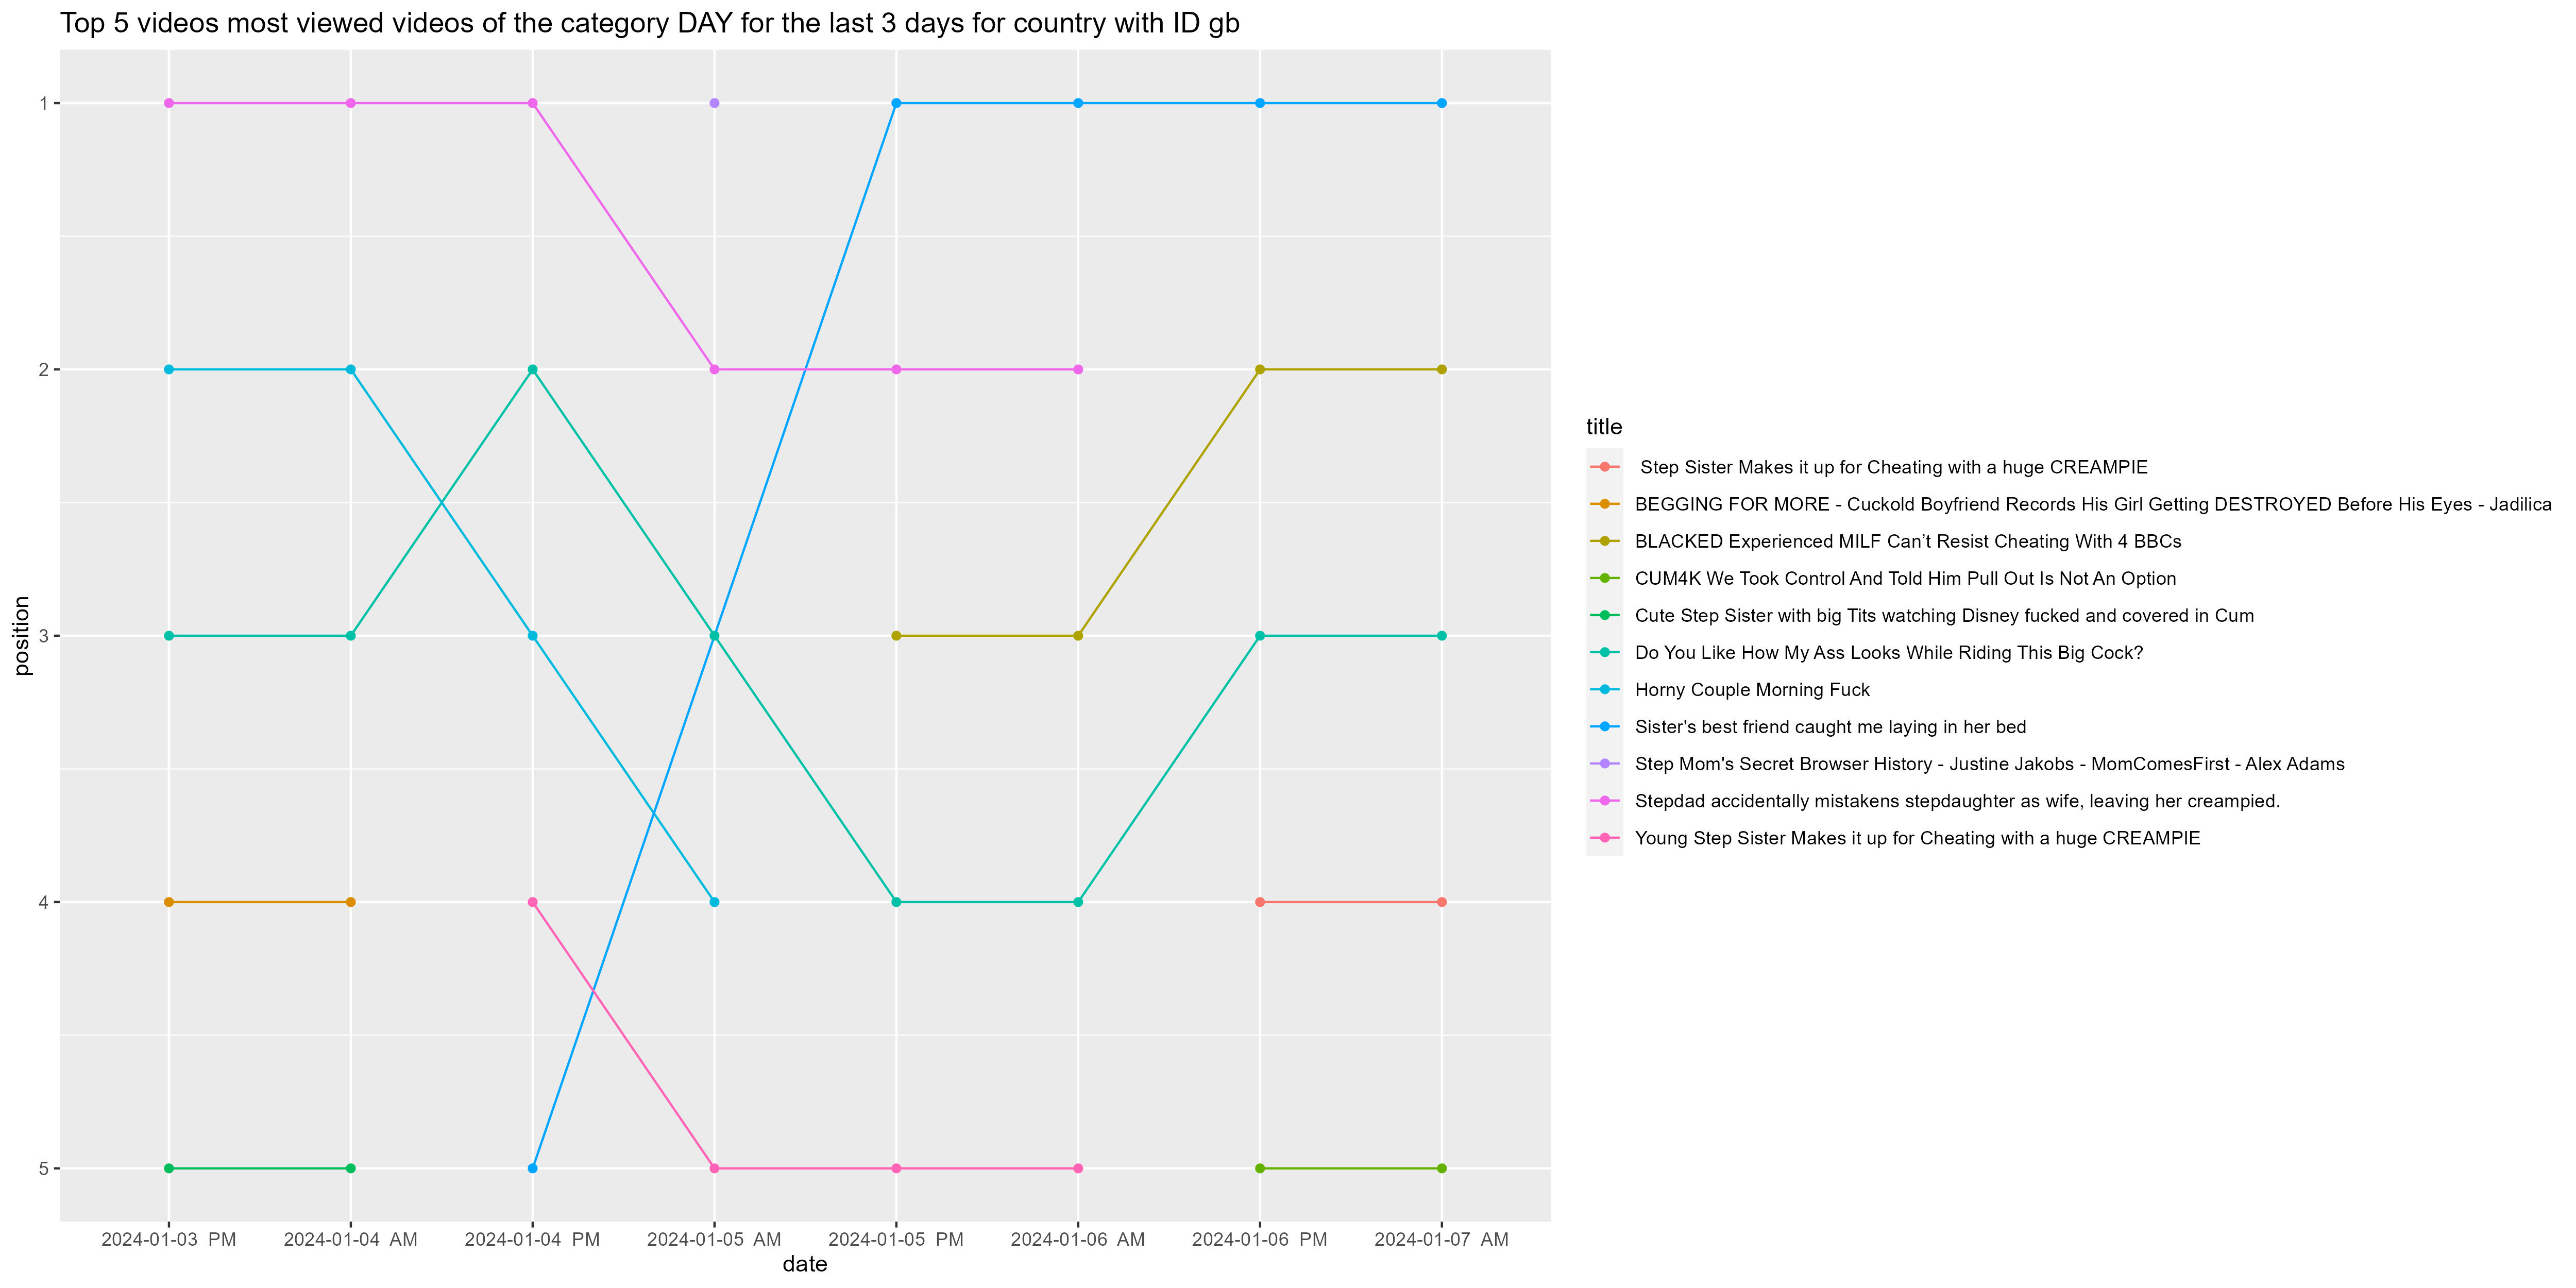 Top 5 videos most viewed videos of the category DAY for the last 3 days for country with ID gb
position
1
2
3
4
5
2024-01-03 PM
2024-01-04 AM
2024-01-04 PM
2024-01-05 AM
2024-01-05 PM
2024-01-06 AM
2024-01-06 PM
2024-01-07 AM
date
title
Step Sister Makes it up for Cheating with a huge CREAMPIE
BEGGING FOR MORE - Cuckold Boyfriend Records His Girl Getting DESTROYED Before His Eyes - Jadilica
BLACKED Experienced MILF Can’t Resist Cheating With 4 BBCs
CUM4K We Took Control And Told Him Pull Out Is Not An Option
Cute Step Sister with big Tits watching Disney fucked and covered in Cum
Do You Like How My Ass Looks While Riding This Big Cock?
Horny Couple Morning Fuck
Sister's best friend caught me laying in her bed
Step Mom's Secret Browser History - Justine Jakobs - MomComesFirst - Alex Adams
Stepdad accidentally mistakens stepdaughter as wife, leaving her creampied.
Young Step Sister Makes it up for Cheating with a huge CREAMPIE